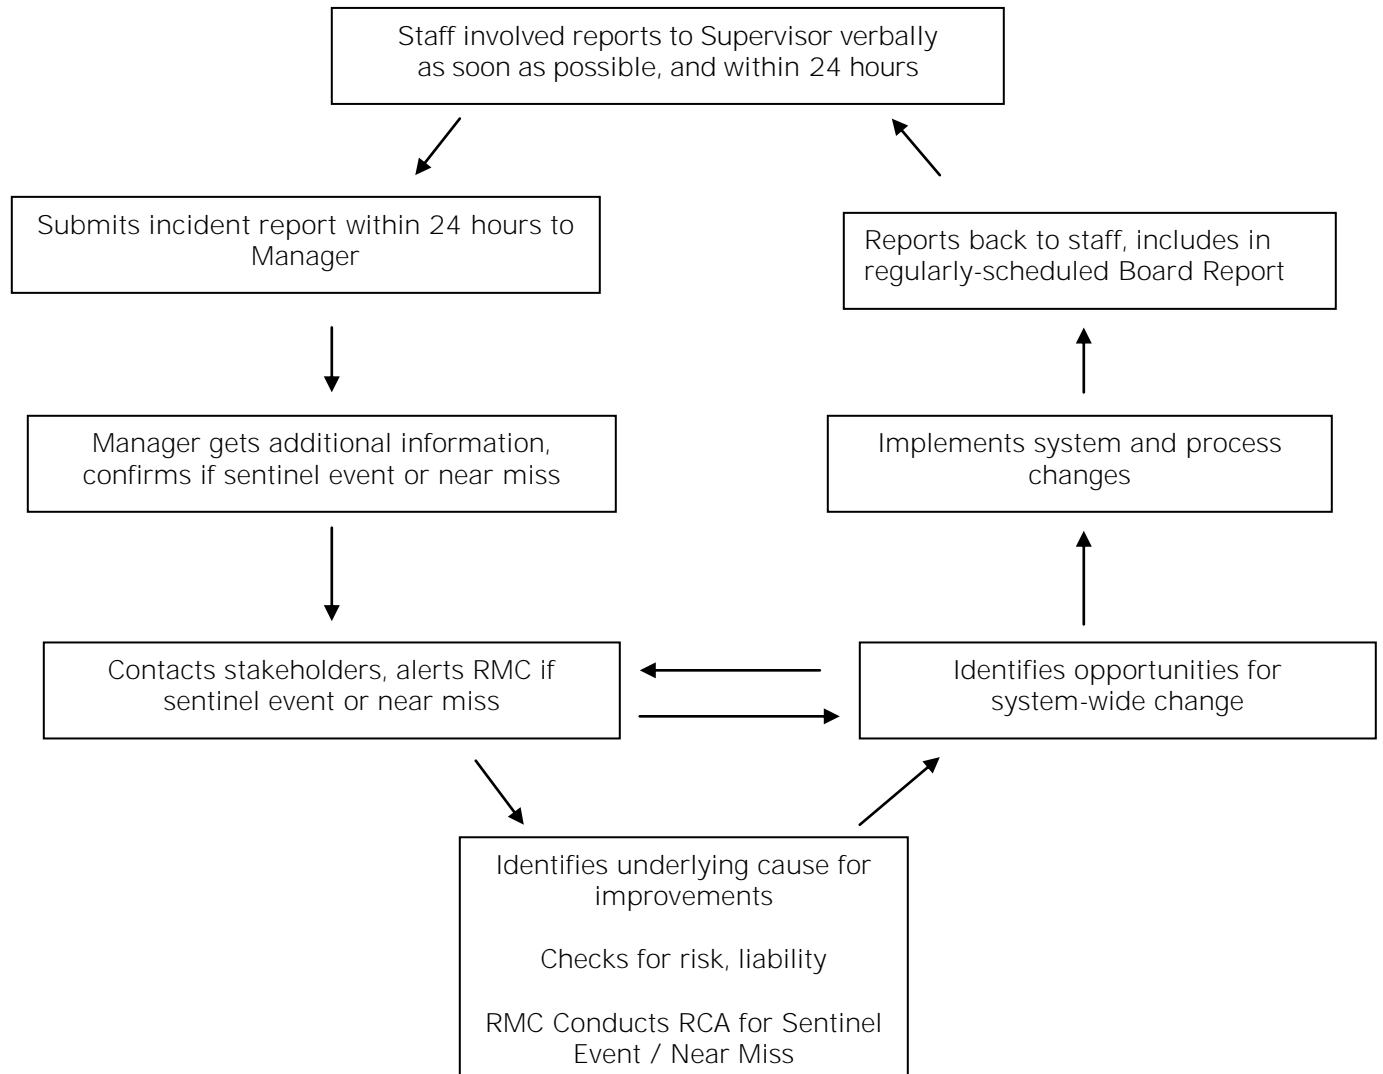 Staff involved reports to Supervisor verbally
as soon as possible, and within 24 hours
Submits incident report within 24 hours to
Manager
Reports back to staff, includes in
regularly-scheduled Board Report
Manager gets additional information,
confirms if sentinel event or near miss
Implements system and process
changes
Contacts stakeholders, alerts RMC if
sentinel event or near miss
Identifies opportunities for
system-wide change
Identifies underlying cause for
improvements
Checks for risk, liability
RMC Conducts RCA for Sentinel
Event / Near Miss